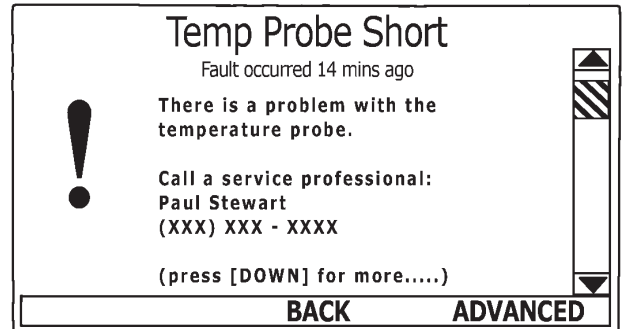 Temp Probe Short
Fault occurred 14 mins ago
There is a problem with the
temperature probe.
Call a service professional:
Paul Stewart
(XXX) XXX - XXXX
(press [DOWN] for more.....)
BACK ADVANCED